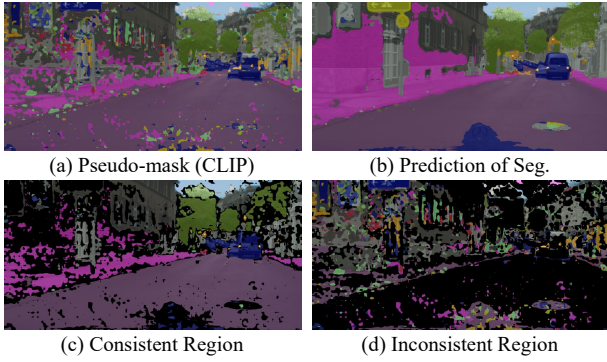 (a) Pseudo-mask (CLIP)
(b) Prediction of Seg.
(c) Consistent Region
(d) Inconsistent Region